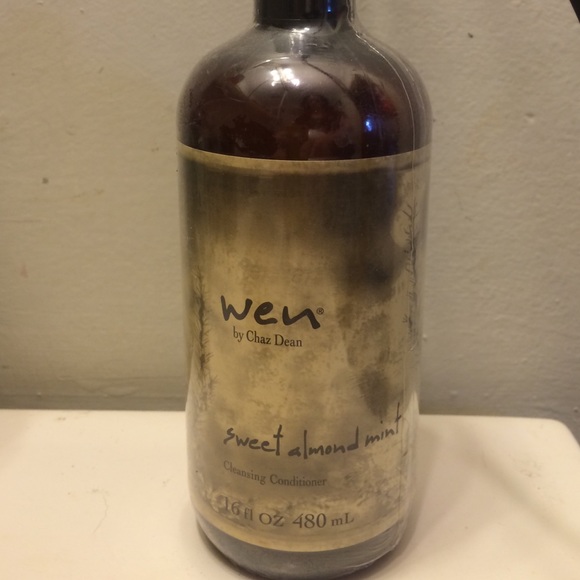 wen®
by Chaz Dean
sweet almond mint
Cleansing Conditioner
16 fl OZ 480 mL